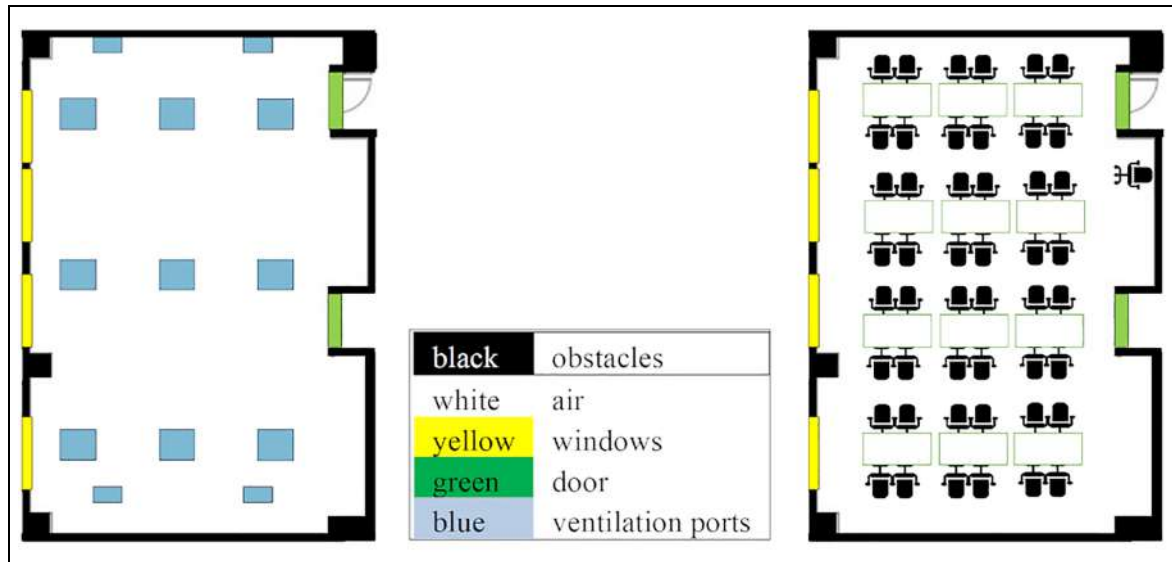 black obstacles
white air
yellow windows
green door
blue ventilation ports